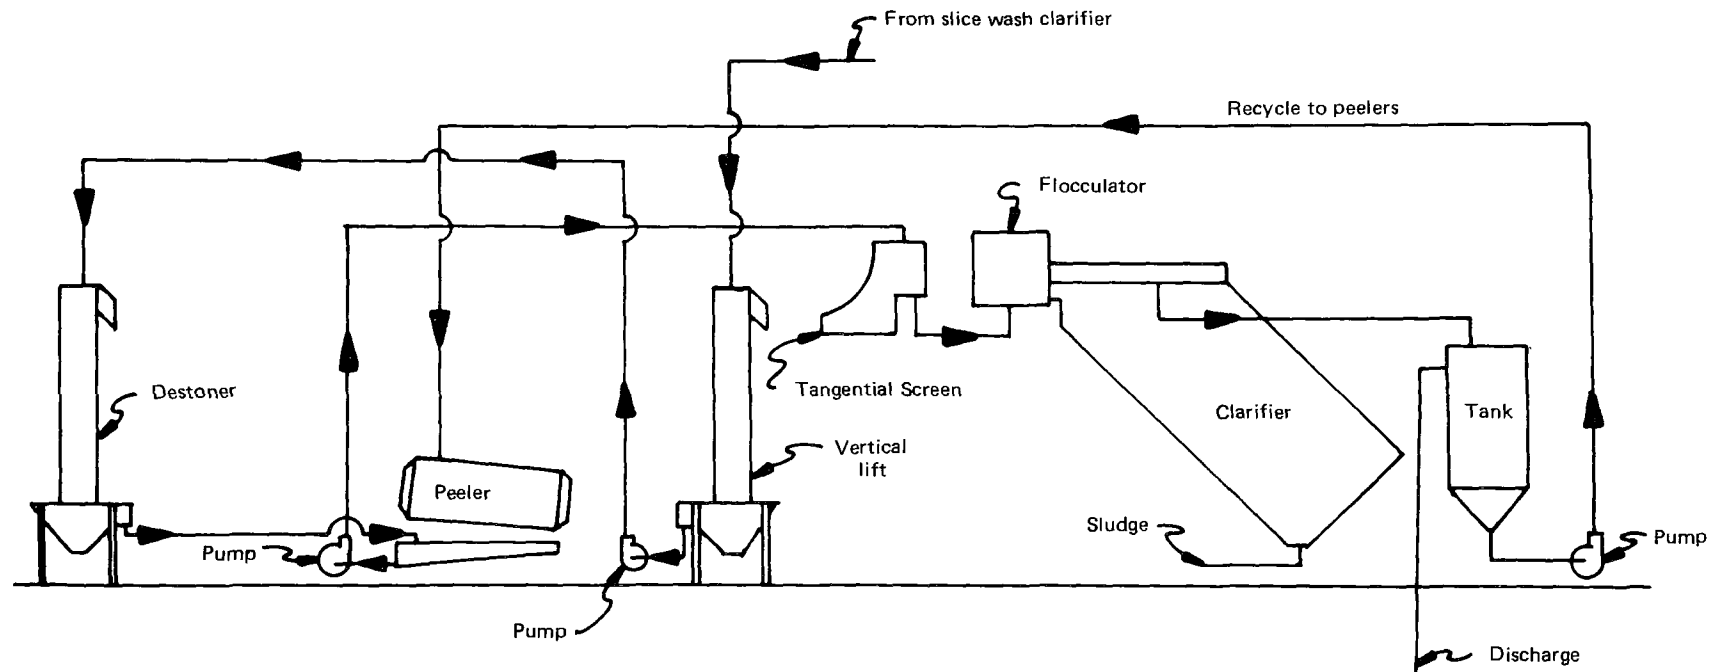 From slice wash clarifier
Recycle to peelers
Flocculator
Destoner
Tangential Screen
Clarifier
Tank
Vertical
lift
Peeler
Sludge
Pump
Pump
Pump
Discharge